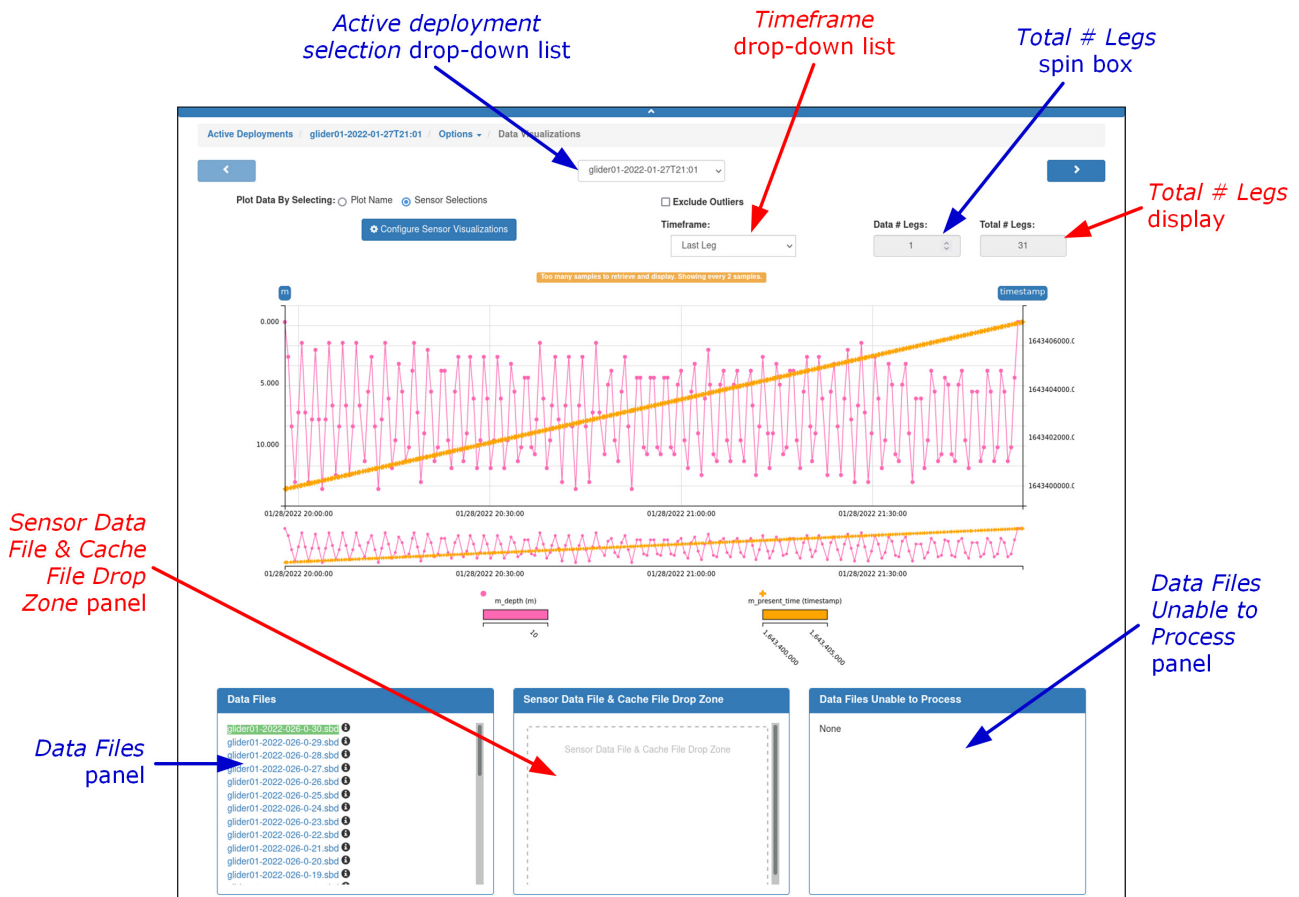 Active deployment
selection drop-down list
Timeframe
drop-down list
Total # Legs
spin box
Active Deployments / glider01-2022-01-27T21:01 / Options / Data Visualizations
glider01-2022-01-27T21:01
Total # Legs
display
Plot Data By Selecting: Plot Name Sensor Selections
Exclude Outliers
Configure Sensor Visualizations
Timeframe:
Data # Legs:
Total # Legs:
Last Leg
1
31
Too many samples to retrieve and display. Showing every 2 samples.
m
timestamp
0.000
5.000
10.000
1643406000.0
1643404000.0
1643402000.0
1643400000.0
01/28/2022 20:00:00
01/28/2022 20:30:00
01/28/2022 21:00:00
01/28/2022 21:30:00
01/28/2022 20:00:00
01/28/2022 20:30:00
01/28/2022 21:00:00
01/28/2022 21:30:00
Sensor Data
File & Cache
File Drop
Zone panel
m_depth (m)
10
m_present_time (timestamp)
1,643,400,000
1,643,405,000
Data Files
Unable to
Process
panel
Data Files
panel
Data Files
glider01-2022-026-0-30.sbd
glider01-2022-026-0-29.sbd
glider01-2022-026-0-28.sbd
glider01-2022-026-0-27.sbd
glider01-2022-026-0-26.sbd
glider01-2022-026-0-25.sbd
glider01-2022-026-0-24.sbd
glider01-2022-026-0-23.sbd
glider01-2022-026-0-22.sbd
glider01-2022-026-0-21.sbd
glider01-2022-026-0-20.sbd
glider01-2022-026-0-19.sbd
Sensor Data File & Cache File Drop Zone
Sensor Data File & Cache File Drop Zone
Data Files Unable to Process
None